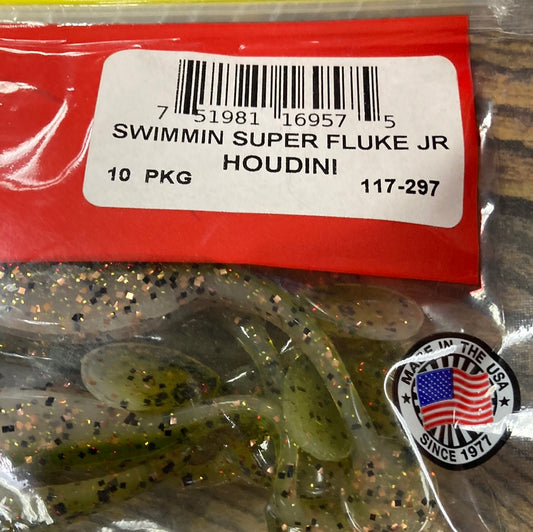 7 51981 16957 5
SWIMMIN SUPER FLUKE JR
HOUDINI
10 PKG 117-297
MADE IN THE USA
SINCE 1977